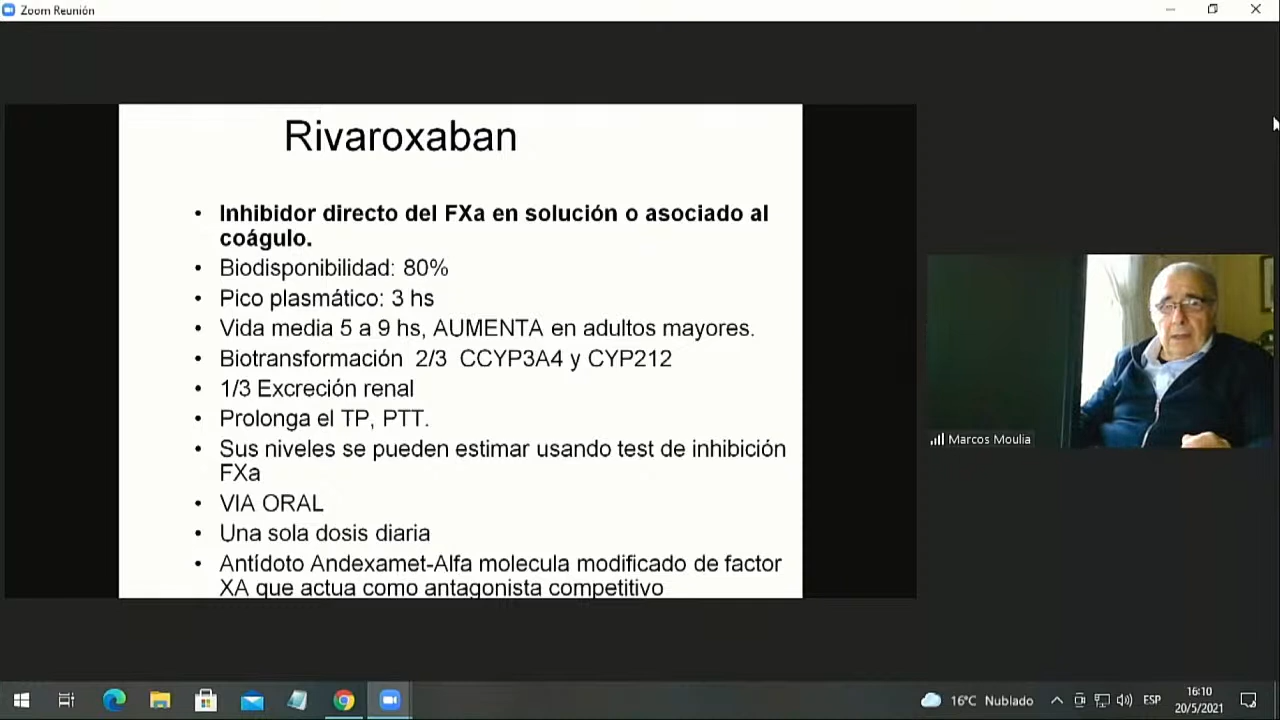 Zoom Reunión
Rivaroxaban
• Inhibidor directo del FXa en solución o asociado al
coágulo.
• Biodisponibilidad: 80%
• Pico plasmático: 3 hs
• Vida media 5 a 9 hs, AUMENTA en adultos mayores.
• Biotransformación 2/3 CCYP3A4 y CYP212
• 1/3 Excreción renal
• Prolonga el TP, PTT.
• Sus niveles se pueden estimar usando test de inhibición
FXa
• VIA ORAL
• Una sola dosis diaria
• Antídoto Andexamet-Alfa molecula modificado de factor
XA que actua como antagonista competitivo
Marcos Moulia
16°C Nublado
ESP
16:10
20/5/2021